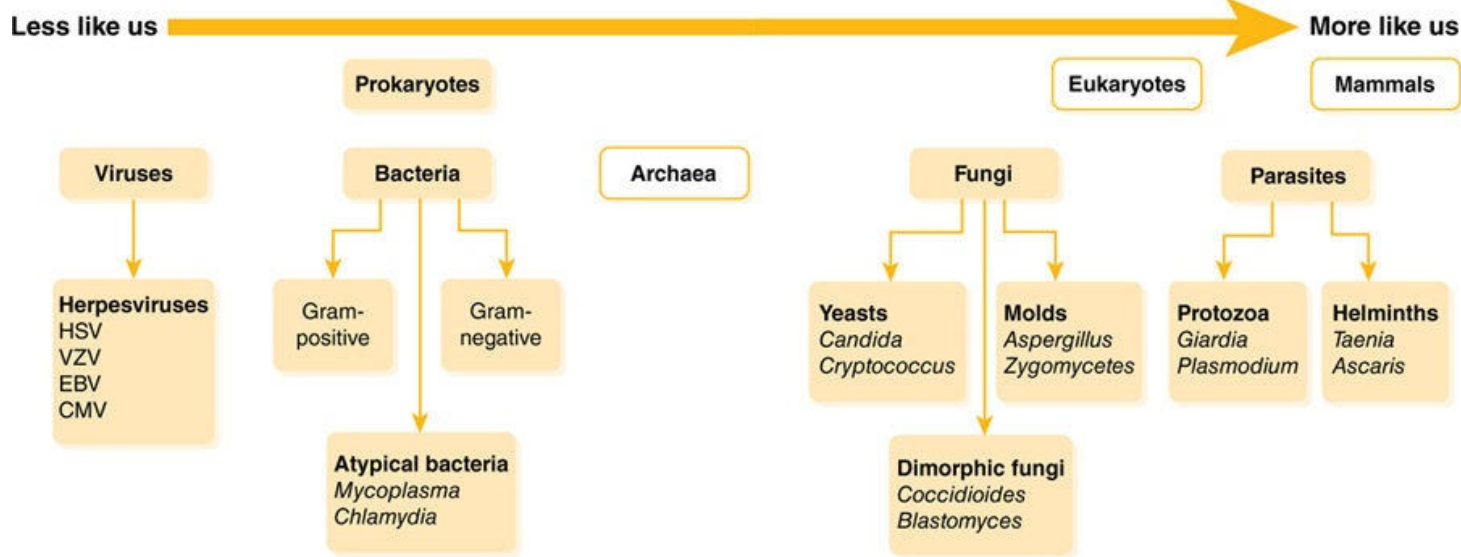 Less like us
More like us
Prokaryotes
Eukaryotes
Mammals
Viruses
Bacteria
Archaea
Fungi
Parasites
Herpesviruses
HSV
VZV
EBV
CMV
Gram-
positive
Gram-
negative
Atypical bacteria
Mycoplasma
Chlamydia
Yeasts
Candida
Cryptococcus
Molds
Aspergillus
Zygomycetes
Dimorphic fungi
Coccidioides
Blastomyces
Protozoa
Giardia
Plasmodium
Helminths
Taenia
Ascaris